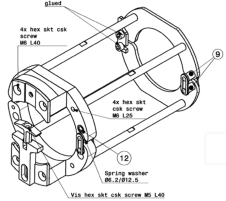 glued
4x hex skt csk
screw
M6 L40
9
4x hex skt csk
screw
M6 L25
12
Spring washer
Ø6.2/Ø12.5
Vis hex skt csk screw M5 L40